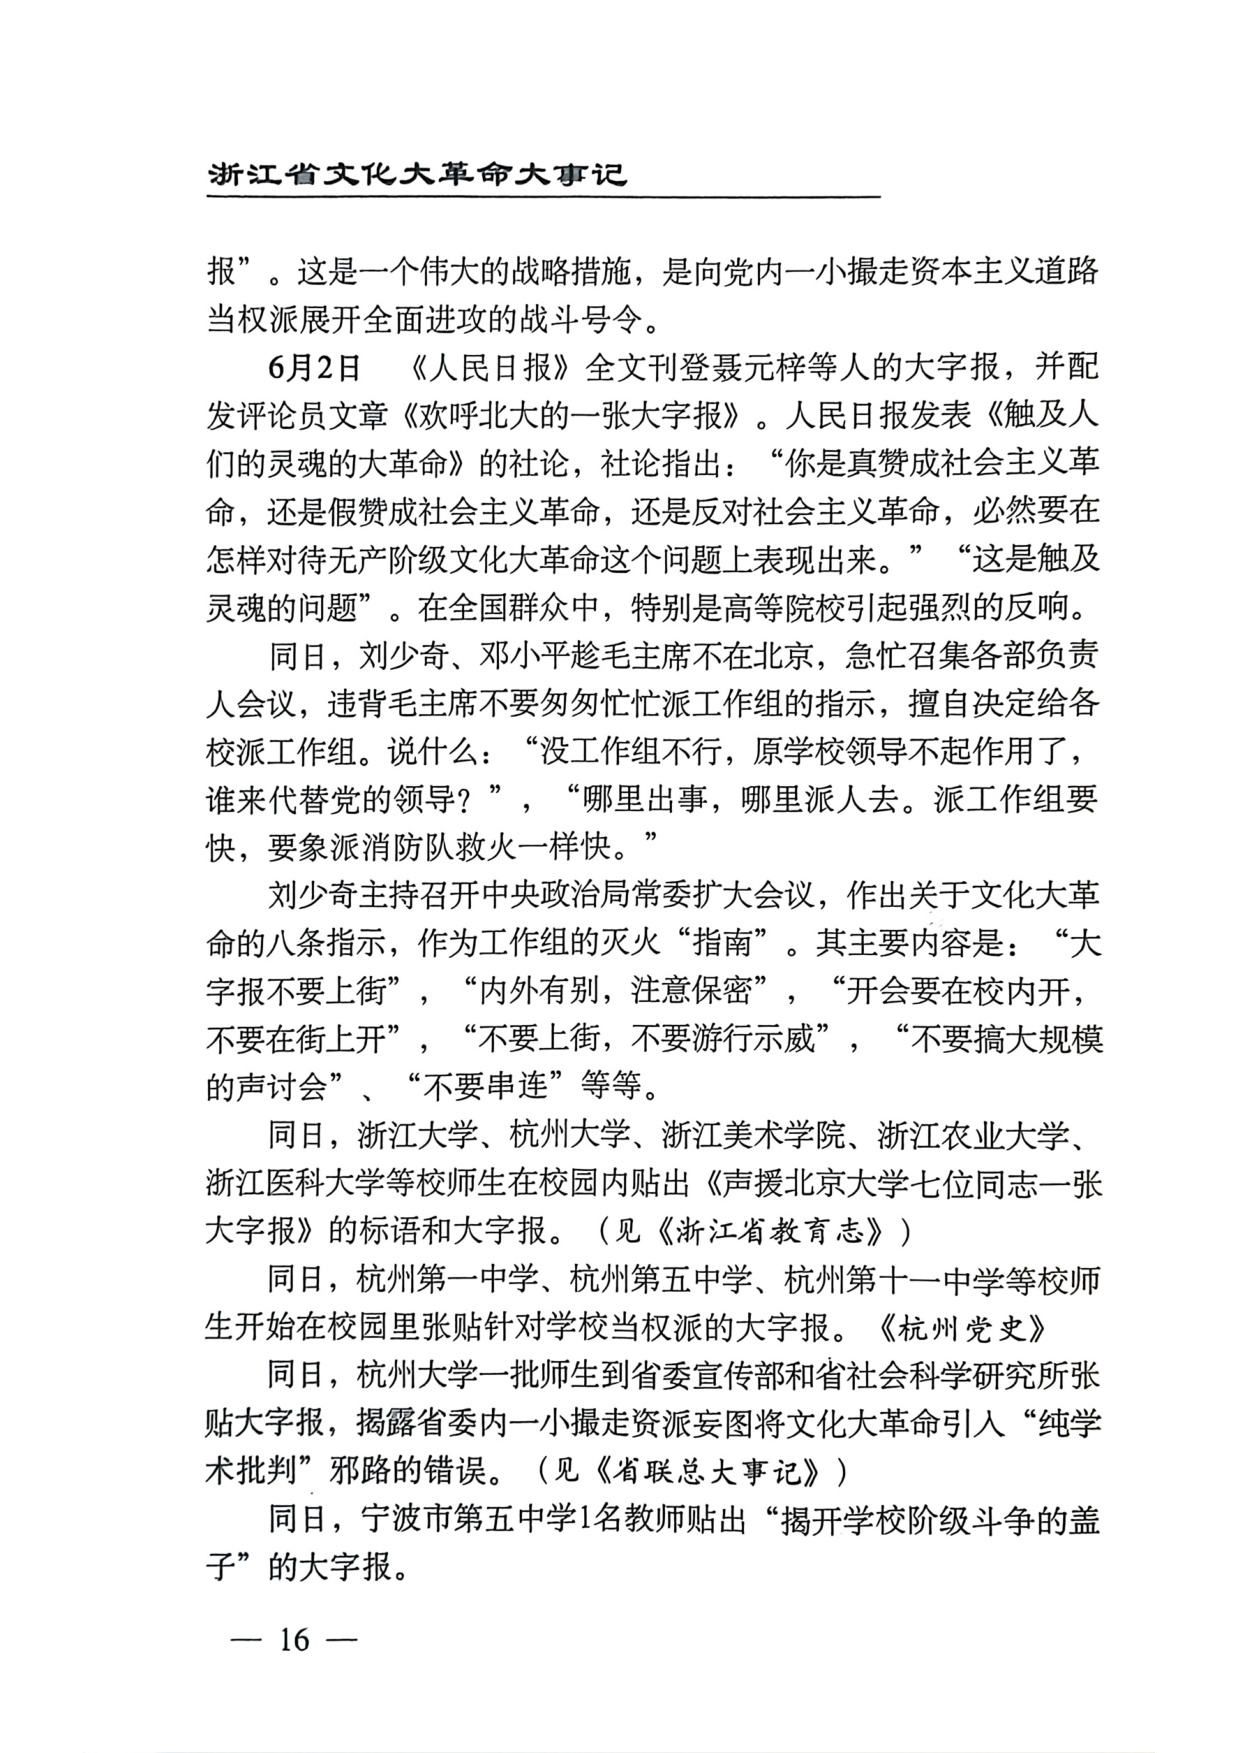 浙江省文化大革命大事记
报”。这是一个伟大的战略措施，是向党内一小撮走资本主义道路
当权派展开全面进攻的战斗号令。
6月2日　《人民日报》全文刊登聂元梓等人的大字报，并配
发评论员文章《欢呼北大的一张大字报》。人民日报发表《触及人
们的灵魂的大革命》的社论，社论指出：“你是真赞成社会主义革
命，还是假赞成社会主义革命，还是反对社会主义革命，必然要在
怎样对待无产阶级文化大革命这个问题上表现出来。”“这是触及
灵魂的问题”。在全国群众中，特别是高等院校引起强烈的反响。
同日，刘少奇、邓小平趁毛主席不在北京，急忙召集各部负责
人会议，违背毛主席不要匆匆忙忙派工作组的指示，擅自决定给各
校派工作组。说什么：“没工作组不行，原学校领导不起作用了，
谁来代替党的领导？”，“哪里出事，哪里派人去。派工作组要
快，要象派消防队救火一样快。”
刘少奇主持召开中央政治局常委扩大会议，作出关于文化大革
命的八条指示，作为工作组的灭火“指南”。其主要内容是：“大
字报不要上街”，“内外有别，注意保密”，“开会要在校内开，
不要在街上开”，“不要上街，不要游行示威”，“不要搞大规模
的声讨会”、“不要串连”等等。
同日，浙江大学、杭州大学、浙江美术学院、浙江农业大学、
浙江医科大学等校师生在校园内贴出《声援北京大学七位同志一张
大字报》的标语和大字报。（见《浙江省教育志》）
同日，杭州第一中学、杭州第五中学、杭州第十一中学等校师
生开始在校园里张贴针对学校当权派的大字报。《杭州党史》
同日，杭州大学一批师生到省委宣传部和省社会科学研究所张
贴大字报，揭露省委内一小撮走资派妄图将文化大革命引入“纯学
术批判”邪路的错误。（见《省联总大事记》）
同日，宁波市第五中学1名教师贴出“揭开学校阶级斗争的盖
子”的大字报。
— 16 —